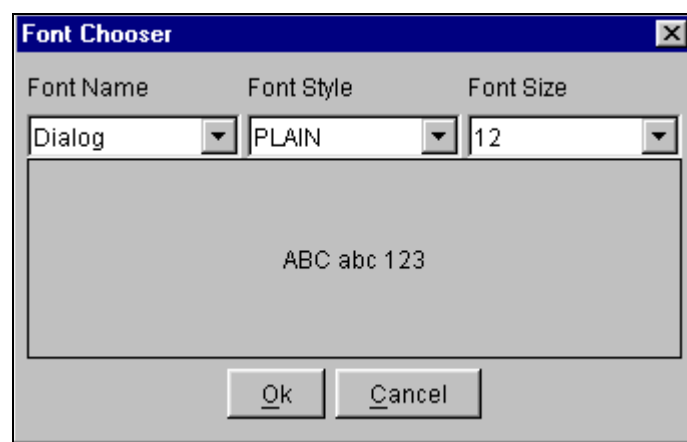 Font Chooser
Font Name Font Style Font Size
Dialog PLAIN 12
ABC abc 123
Ok Cancel